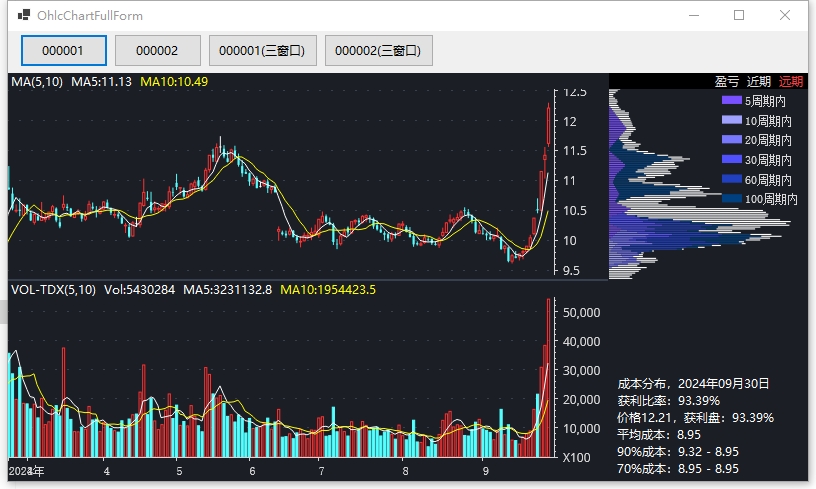 OhlcChartFullForm
000001
000002
000001(三窗口)
000002(三窗口)
MA(5,10) MA5:11.13 MA10:10.49
12.5
12
11.5
11
10.5
10
9.5
盈亏 近期 远期
5周期内
10周期内
20周期内
30周期内
60周期内
100周期内
VOL-TDX(5,10) Vol:5430284 MA5:3231132.8 MA10:1954423.5
50,000
40,000
30,000
20,000
10,000
X100
4 5 6 7 8 9
成本分布，2024年09月30日
获利比率：93.39%
价格12.21，获利盘：93.39%
平均成本：8.95
90%成本：9.32 - 8.95
70%成本：8.95 - 8.95